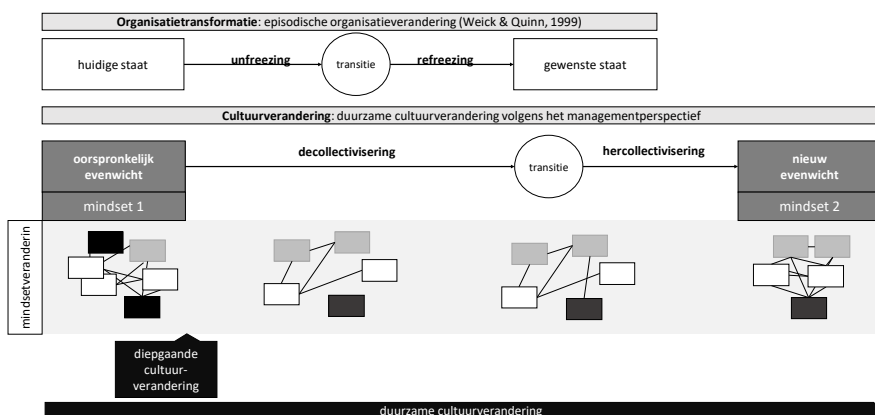 Organisatietransformatie: episodische organisatieverandering (Weick & Quinn, 1999)
huidige staat
unfreezing
transitie
refreezing
gewenste staat
Cultuurverandering: duurzame cultuurverandering volgens het managementperspectief
oorspronkelijk
evenwicht
decollectivisering
transitie
hercollectivisering
nieuw
evenwicht
mindset 1
mindset 2
mindsetveranderin
diepgaande
cultuur-
verandering
duurzame cultuurverandering